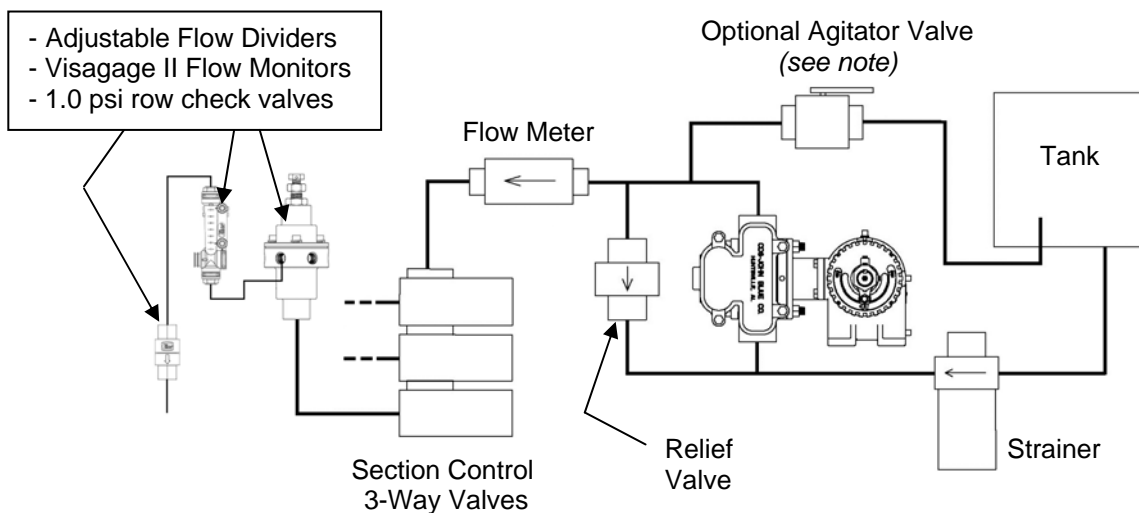 - Adjustable Flow Dividers
- Visagage II Flow Monitors
- 1.0 psi row check valves
Optional Agitator Valve
(see note)
Flow Meter
Tank
Section Control
3-Way Valves
Relief
Valve
Strainer